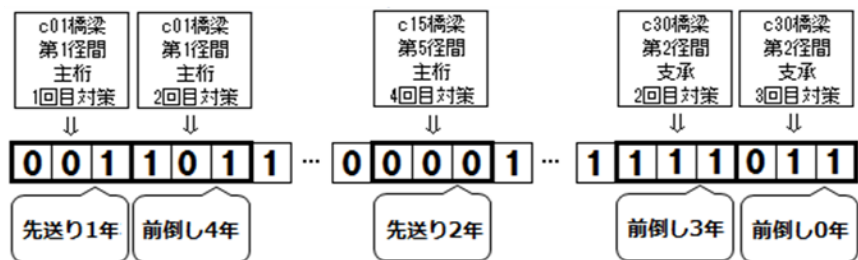 c01橋梁
第1径間
主桁
1回目対策
c01橋梁
第1径間
主桁
2回目対策
c15橋梁
第5径間
主桁
4回目対策
c30橋梁
第2径間
支承
2回目対策
c30橋梁
第2径間
支承
3回目対策
⇓ ⇓ ⇓ ⇓ ⇓
0 0 1 1 0 1 1 … 0 0 0 0 1 … 1 1 1 1 0 1 1
先送り1年
前倒し4年
先送り2年
前倒し3年
前倒し0年